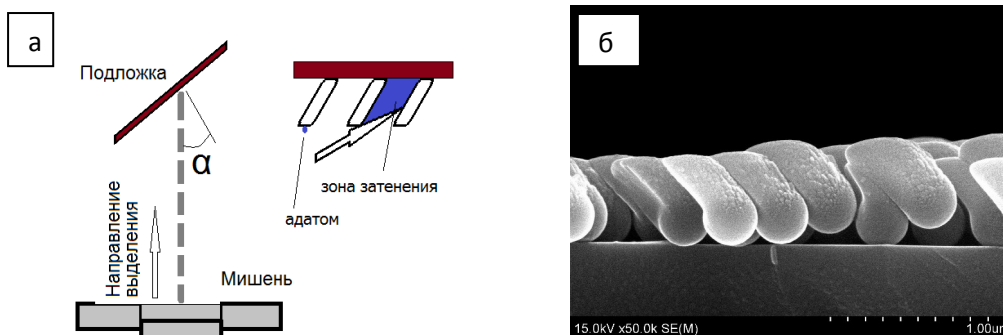 а
Подложка
α
зона затенения
адатом
Направление
выделения
Мишень
б
15.0kV x50.0k SE(M)
1.00um